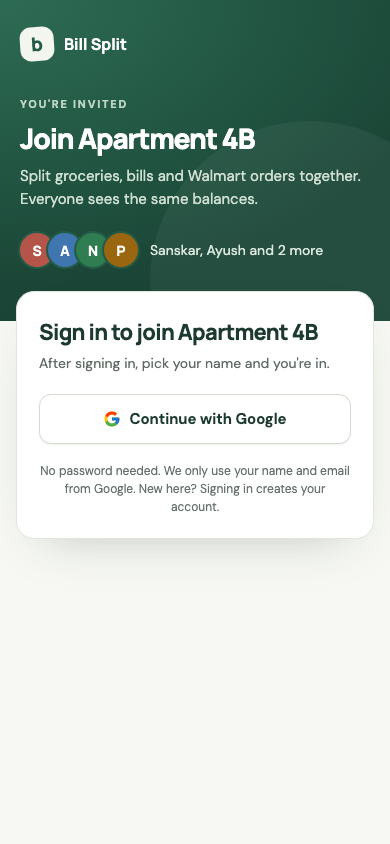 b
Bill Split
YOU'RE INVITED
Join Apartment 4B
Split groceries, bills and Walmart orders together.
Everyone sees the same balances.
S A N P Sanskar, Ayush and 2 more
Sign in to join Apartment 4B
After signing in, pick your name and you're in.
Continue with Google
No password needed. We only use your name and email
from Google. New here? Signing in creates your
account.